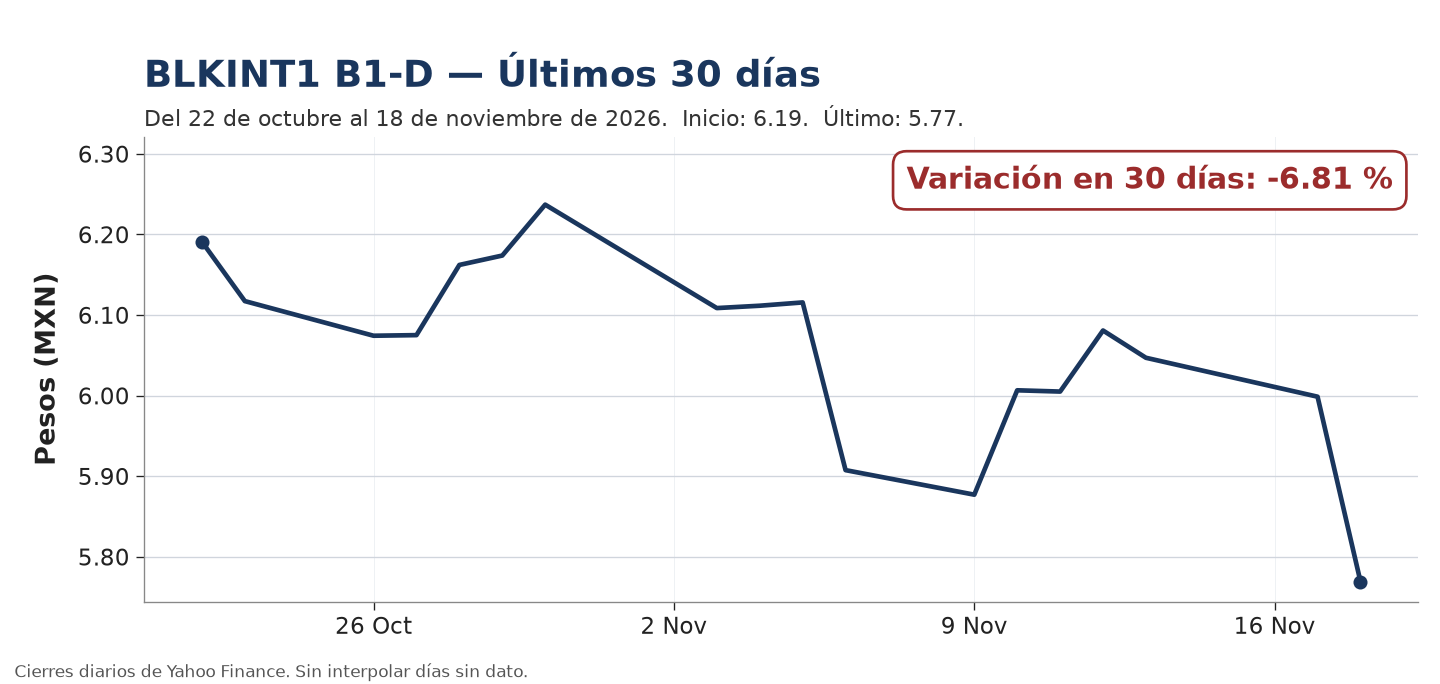 BLKINT1 B1-D — Últimos 30 días
Del 22 de octubre al 18 de noviembre de 2026.  Inicio: 6.19.  Último: 5.77.
Variación en 30 días: -6.81 %
Pesos (MXN)
6.30
6.20
6.10
6.00
5.90
5.80
26 Oct
2 Nov
9 Nov
16 Nov
Cierres diarios de Yahoo Finance. Sin interpolar días sin dato.